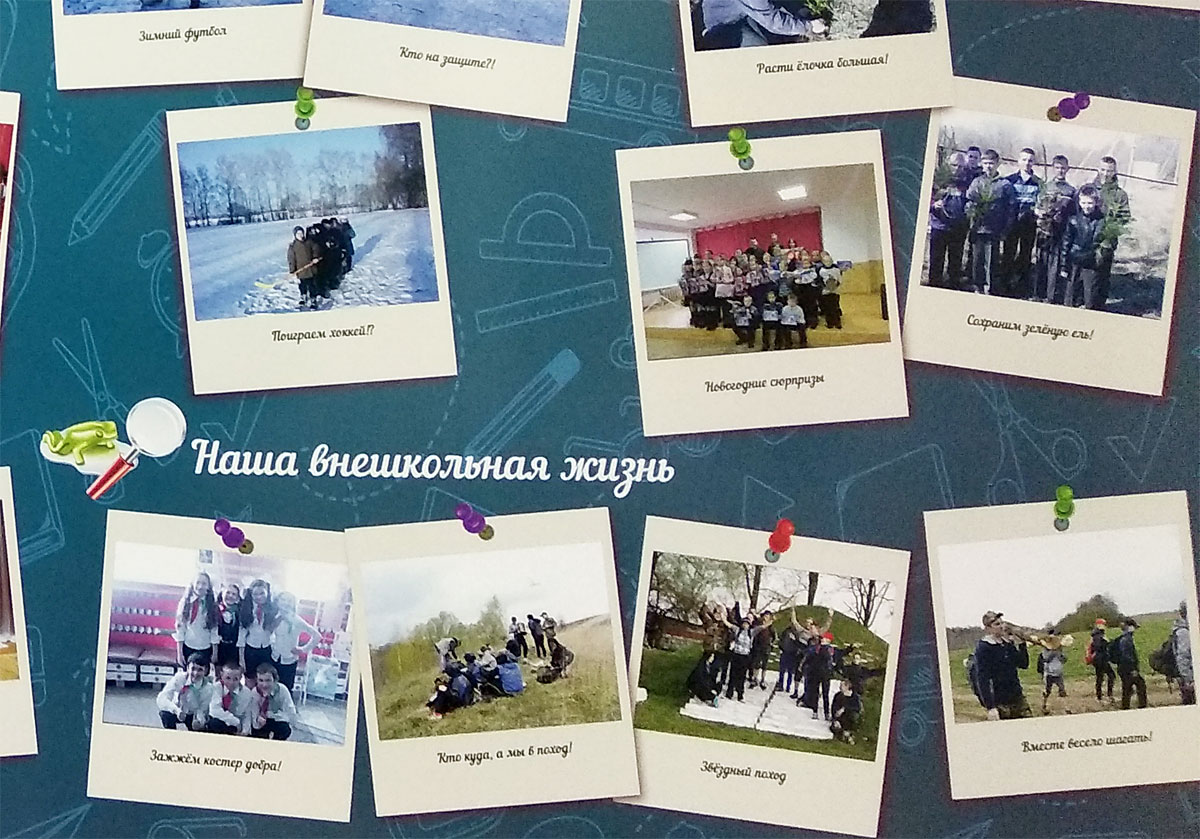 Зимний футбол
Кто на защите?!
Расти ёлочка большая!
Поиграем хоккей!?
Новогодние сюрпризы
Сохраним зелёную ель!
Наша внешкольная жизнь
Зажжём костер добра!
Кто куда, а мы в поход!
Звёздный поход
Вместе весело шагать!